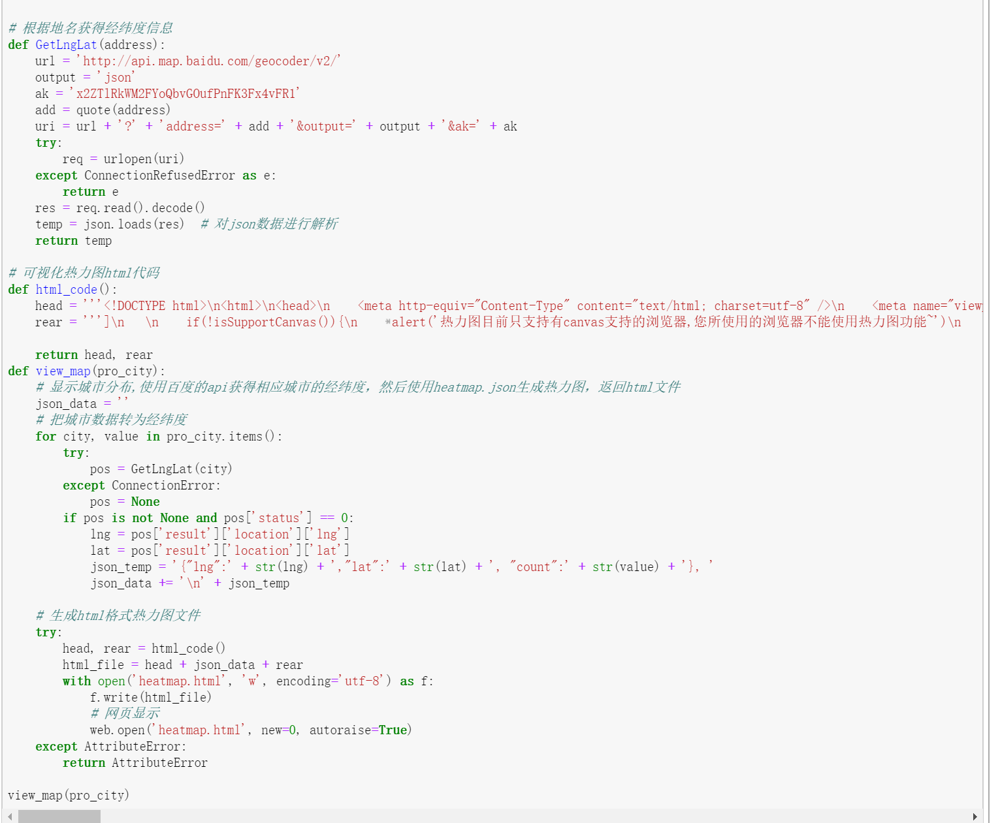 # 根据地名获得经纬度信息
def GetLngLat(address):
    url = 'http://api.map.baidu.com/geocoder/v2/'
    output = 'json'
    ak = 'x2ZTlRkWM2FYoQbvGOufPnFK3Fx4vFR1'
    add = quote(address)
    uri = url + '?' + 'address=' + add + '&output=' + output + '&ak=' + ak
    try:
        req = urlopen(uri)
    except ConnectionRefusedError as e:
        return e
    res = req.read().decode()
    temp = json.loads(res)  # 对json数据进行解析
    return temp

# 可视化热力图html代码
def html_code():
    head = '''<!DOCTYPE html>\n<html>\n<head>\n    <meta http-equiv="Content-Type" content="text/html; charset=utf-8" />\n    <meta name="view
    rear = ''']\n   \n    if(!isSupportCanvas()){\n    *alert('热力图目前只支持有canvas支持的浏览器,您所使用的浏览器不能使用热力图功能~')\n

    return head, rear
def view_map(pro_city):
    # 显示城市分布,使用百度的api获得相应城市的经纬度，然后使用heatmap.json生成热力图，返回html文件
    json_data = ''
    # 把城市数据转为经纬度
    for city, value in pro_city.items():
        try:
            pos = GetLngLat(city)
        except ConnectionError:
            pos = None
        if pos is not None and pos['status'] == 0:
            lng = pos['result']['location']['lng']
            lat = pos['result']['location']['lat']
            json_temp = '{"lng":' + str(lng) + ',"lat":' + str(lat) + ', "count":' + str(value) + '}, '
            json_data += '\n' + json_temp

    # 生成html格式热力图文件
    try:
        head, rear = html_code()
        html_file = head + json_data + rear
        with open('heatmap.html', 'w', encoding='utf-8') as f:
            f.write(html_file)
            # 网页显示
            web.open('heatmap.html', new=0, autoraise=True)
    except AttributeError:
        return AttributeError

view_map(pro_city)